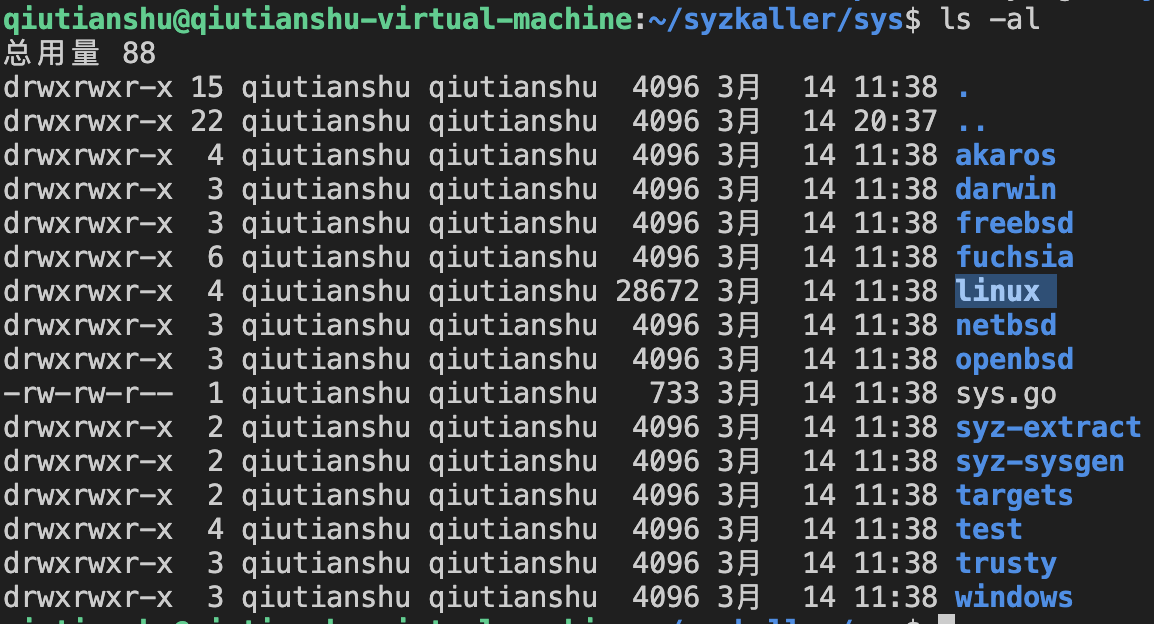 qiutianshu@qiutianshu-virtual-machine:~/syzkaller/sys$ ls -al
总用量 88
drwxrwxr-x 15 qiutianshu qiutianshu  4096 3月  14 11:38 .
drwxrwxr-x 22 qiutianshu qiutianshu  4096 3月  14 20:37 ..
drwxrwxr-x  4 qiutianshu qiutianshu  4096 3月  14 11:38 akaros
drwxrwxr-x  3 qiutianshu qiutianshu  4096 3月  14 11:38 darwin
drwxrwxr-x  3 qiutianshu qiutianshu  4096 3月  14 11:38 freebsd
drwxrwxr-x  6 qiutianshu qiutianshu  4096 3月  14 11:38 fuchsia
drwxrwxr-x  4 qiutianshu qiutianshu 28672 3月  14 11:38 linux
drwxrwxr-x  3 qiutianshu qiutianshu  4096 3月  14 11:38 netbsd
drwxrwxr-x  3 qiutianshu qiutianshu  4096 3月  14 11:38 openbsd
-rw-rw-r--  1 qiutianshu qiutianshu   733 3月  14 11:38 sys.go
drwxrwxr-x  2 qiutianshu qiutianshu  4096 3月  14 11:38 syz-extract
drwxrwxr-x  2 qiutianshu qiutianshu  4096 3月  14 11:38 syz-sysgen
drwxrwxr-x  2 qiutianshu qiutianshu  4096 3月  14 11:38 targets
drwxrwxr-x  4 qiutianshu qiutianshu  4096 3月  14 11:38 test
drwxrwxr-x  3 qiutianshu qiutianshu  4096 3月  14 11:38 trusty
drwxrwxr-x  3 qiutianshu qiutianshu  4096 3月  14 11:38 windows